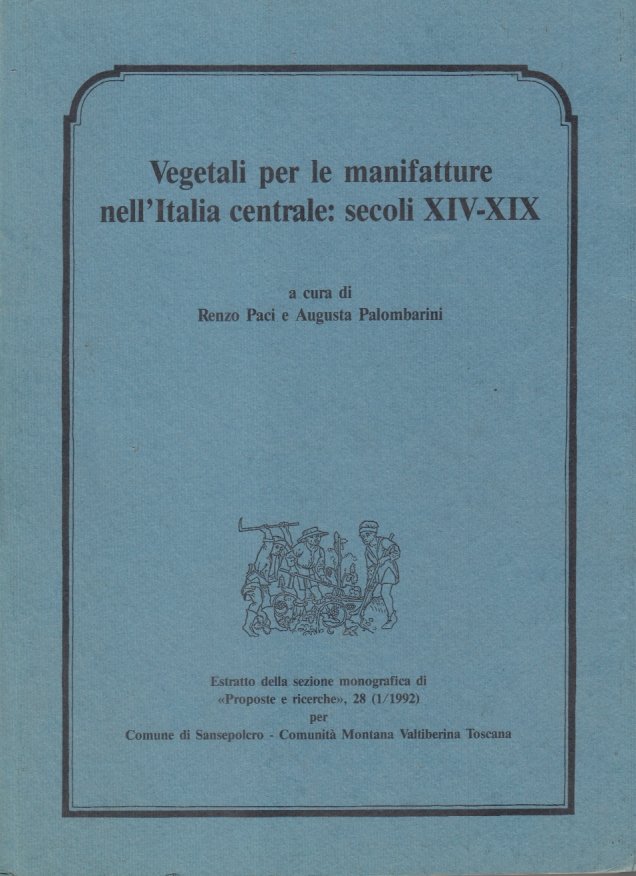 Vegetali per le manifatture
nell'Italia centrale: secoli XIV-XIX
a cura di
Renzo Paci e Augusta Palombarini
Estratto della sezione monografica di
«Proposte e ricerche», 28 (1/1992)
per
Comune di Sansepolcro - Comunità Montana Valtiberina Toscana